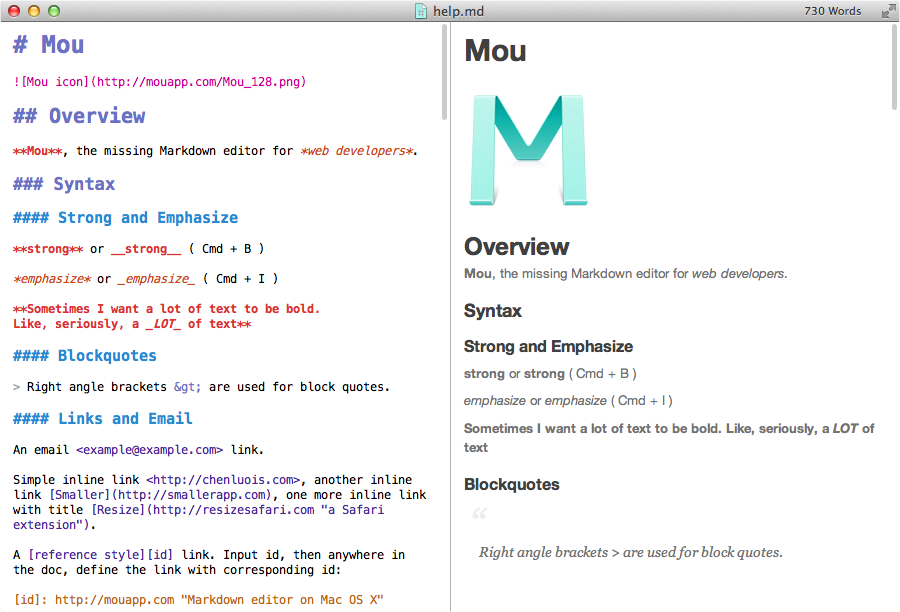 help.md
730 Words
# Mou
![Mou icon](http://mouapp.com/Mou_128.png)
## Overview
**Mou**, the missing Markdown editor for *web developers*.
### Syntax
#### Strong and Emphasize
**strong** or __strong__ ( Cmd + B )
*emphasize* or _emphasize_ ( Cmd + I )
**Sometimes I want a lot of text to be bold.
Like, seriously, a _LOT_ of text**
#### Blockquotes
> Right angle brackets &gt; are used for block quotes.
#### Links and Email
An email <example@example.com> link.
Simple inline link <http://chenluois.com>, another inline
link [Smaller](http://smallerapp.com), one more inline link
with title [Resize](http://resizesafari.com "a Safari
extension").
A [reference style][id] link. Input id, then anywhere in
the doc, define the link with corresponding id:
[id]: http://mouapp.com "Markdown editor on Mac OS X"
Mou
M
Overview
Mou, the missing Markdown editor for web developers.
Syntax
Strong and Emphasize
strong or strong ( Cmd + B )
emphasize or emphasize ( Cmd + I )
Sometimes I want a lot of text to be bold. Like, seriously, a LOT of
text
Blockquotes
“
Right angle brackets > are used for block quotes.